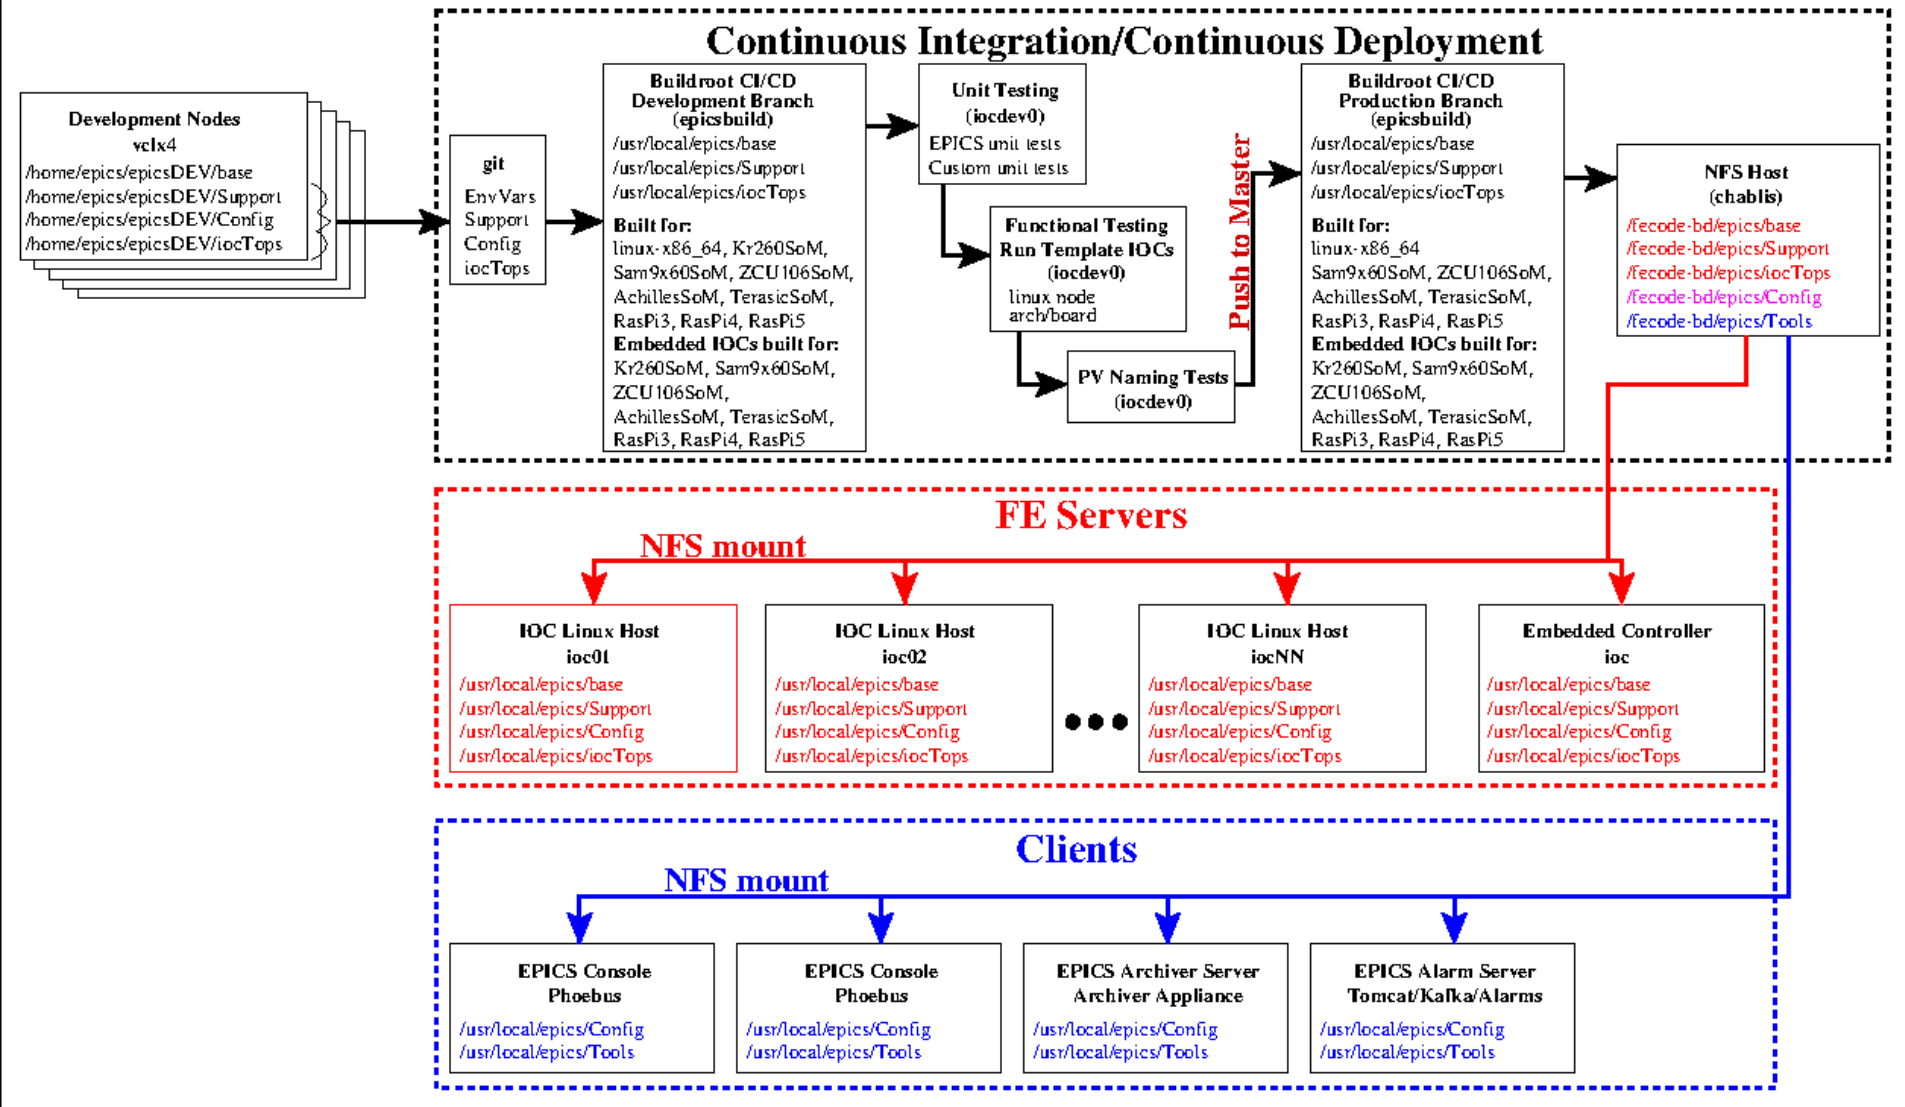 Continuous Integration/Continuous Deployment
Development Nodes
vclx4
/home/epics/epicsDEV/base
/home/epics/epicsDEV/Support
/home/epics/epicsDEV/Config
/home/epics/epicsDEV/iocTops
git
EnvVars
Support
Config
iocTops
Buildroot CI/CD
Development Branch
(epicsbuild)
/usr/local/epics/base
/usr/local/epics/Support
/usr/local/epics/iocTops
Built for:
linux-x86_64, Kr260SoM,
Sam9x60SoM, ZCU106SoM,
AchillesSoM, TerasicSoM,
RasPi3, RasPi4, RasPi5
Embedded IOCs built for:
Kr260SoM, Sam9x60SoM,
ZCU106SoM,
AchillesSoM, TerasicSoM,
RasPi3, RasPi4, RasPi5
Unit Testing
(iocdev0)
EPICS unit tests
Custom unit tests
Functional Testing
Run Template IOCs
(iocdev0)
linux node
arch/board
PV Naming Tests
(iocdev0)
Push to Master
Buildroot CI/CD
Production Branch
(epicsbuild)
/usr/local/epics/base
/usr/local/epics/Support
/usr/local/epics/iocTops
Built for:
linux-x86_64
Sam9x60SoM, ZCU106SoM,
AchillesSoM, TerasicSoM,
RasPi3, RasPi4, RasPi5
Embedded IOCs built for:
Kr260SoM, Sam9x60SoM,
ZCU106SoM,
AchillesSoM, TerasicSoM,
RasPi3, RasPi4, RasPi5
NFS Host
(chablis)
/fecode-bd/epics/base
/fecode-bd/epics/Support
/fecode-bd/epics/iocTops
/fecode-bd/epics/Config
/fecode-bd/epics/Tools
FE Servers
NFS mount
IOC Linux Host
ioc01
/usr/local/epics/base
/usr/local/epics/Support
/usr/local/epics/Config
/usr/local/epics/iocTops
IOC Linux Host
ioc02
/usr/local/epics/base
/usr/local/epics/Support
/usr/local/epics/Config
/usr/local/epics/iocTops
IOC Linux Host
iocNN
/usr/local/epics/base
/usr/local/epics/Support
/usr/local/epics/Config
/usr/local/epics/iocTops
Embedded Controller
ioc
/usr/local/epics/base
/usr/local/epics/Support
/usr/local/epics/Config
/usr/local/epics/iocTops
Clients
NFS mount
EPICS Console
Phoebus
/usr/local/epics/Config
/usr/local/epics/Tools
EPICS Console
Phoebus
/usr/local/epics/Config
/usr/local/epics/Tools
EPICS Archiver Server
Archiver Appliance
/usr/local/epics/Config
/usr/local/epics/Tools
EPICS Alarm Server
Tomcat/Kafka/Alarms
/usr/local/epics/Config
/usr/local/epics/Tools